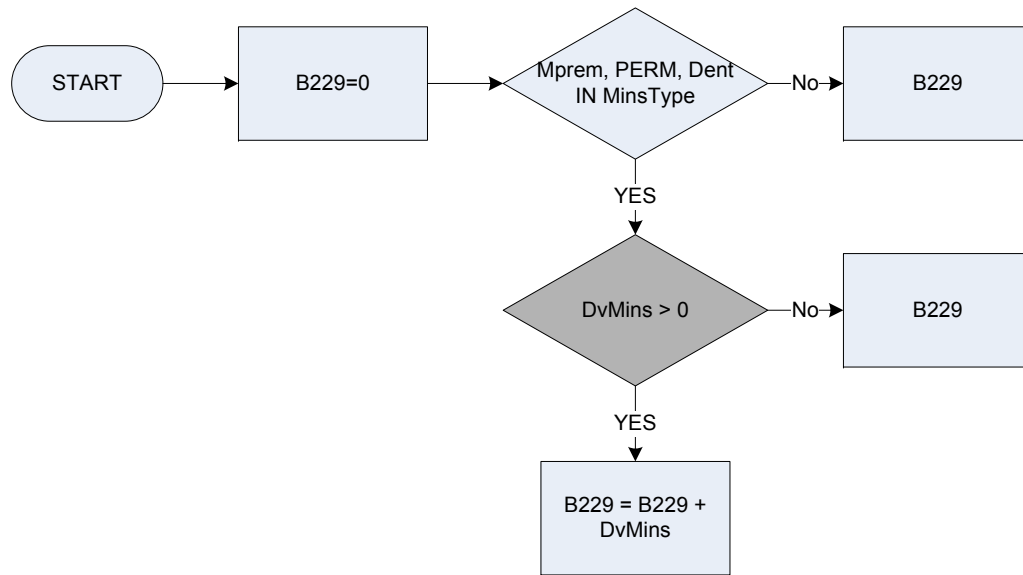 START
B229=0
Mprem, PERM, Dent
IN MinsType
No
B229
YES
DvMins > 0
No
B229
YES
B229 = B229 +
DvMins